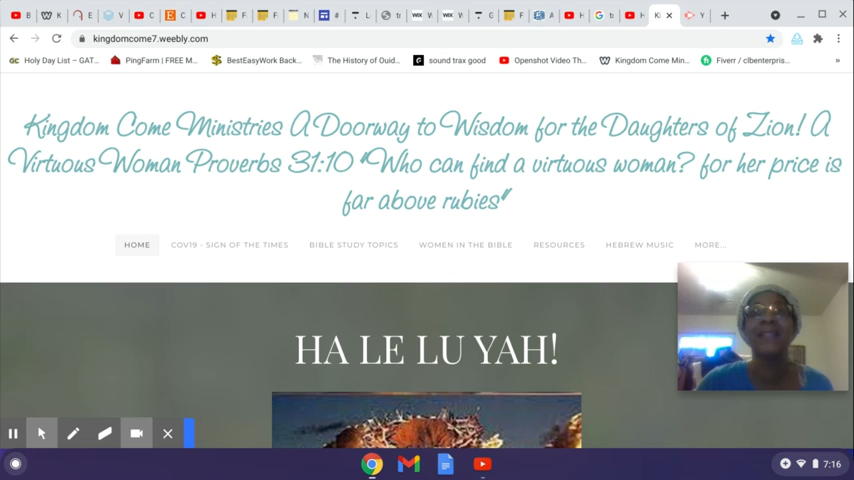 B
K
E
V
C
C
H
F
F
N
#
F
C
L
tr
W
W
G
F
A
H
tr
H
K
Y
kingdomcome7.weebly.com
GC Holy Day List – GAT...
PingFarm | FREE M...
BestEasyWork Back...
The History of Ouid...
sound trax good
Openshot Video Th...
Kingdom Come Min...
Fiverr / clbenterpris...
»
Kingdom Come Ministries A Doorway to Wisdom for the Daughters of Zion! A
Virtuous Woman Proverbs 31:10 "Who can find a virtuous woman? for her price is
far above rubies"
HOME COV19 - SIGN OF THE TIMES BIBLE STUDY TOPICS WOMEN IN THE BIBLE RESOURCES HEBREW MUSIC MORE...
HA LE LU YAH!
7:16